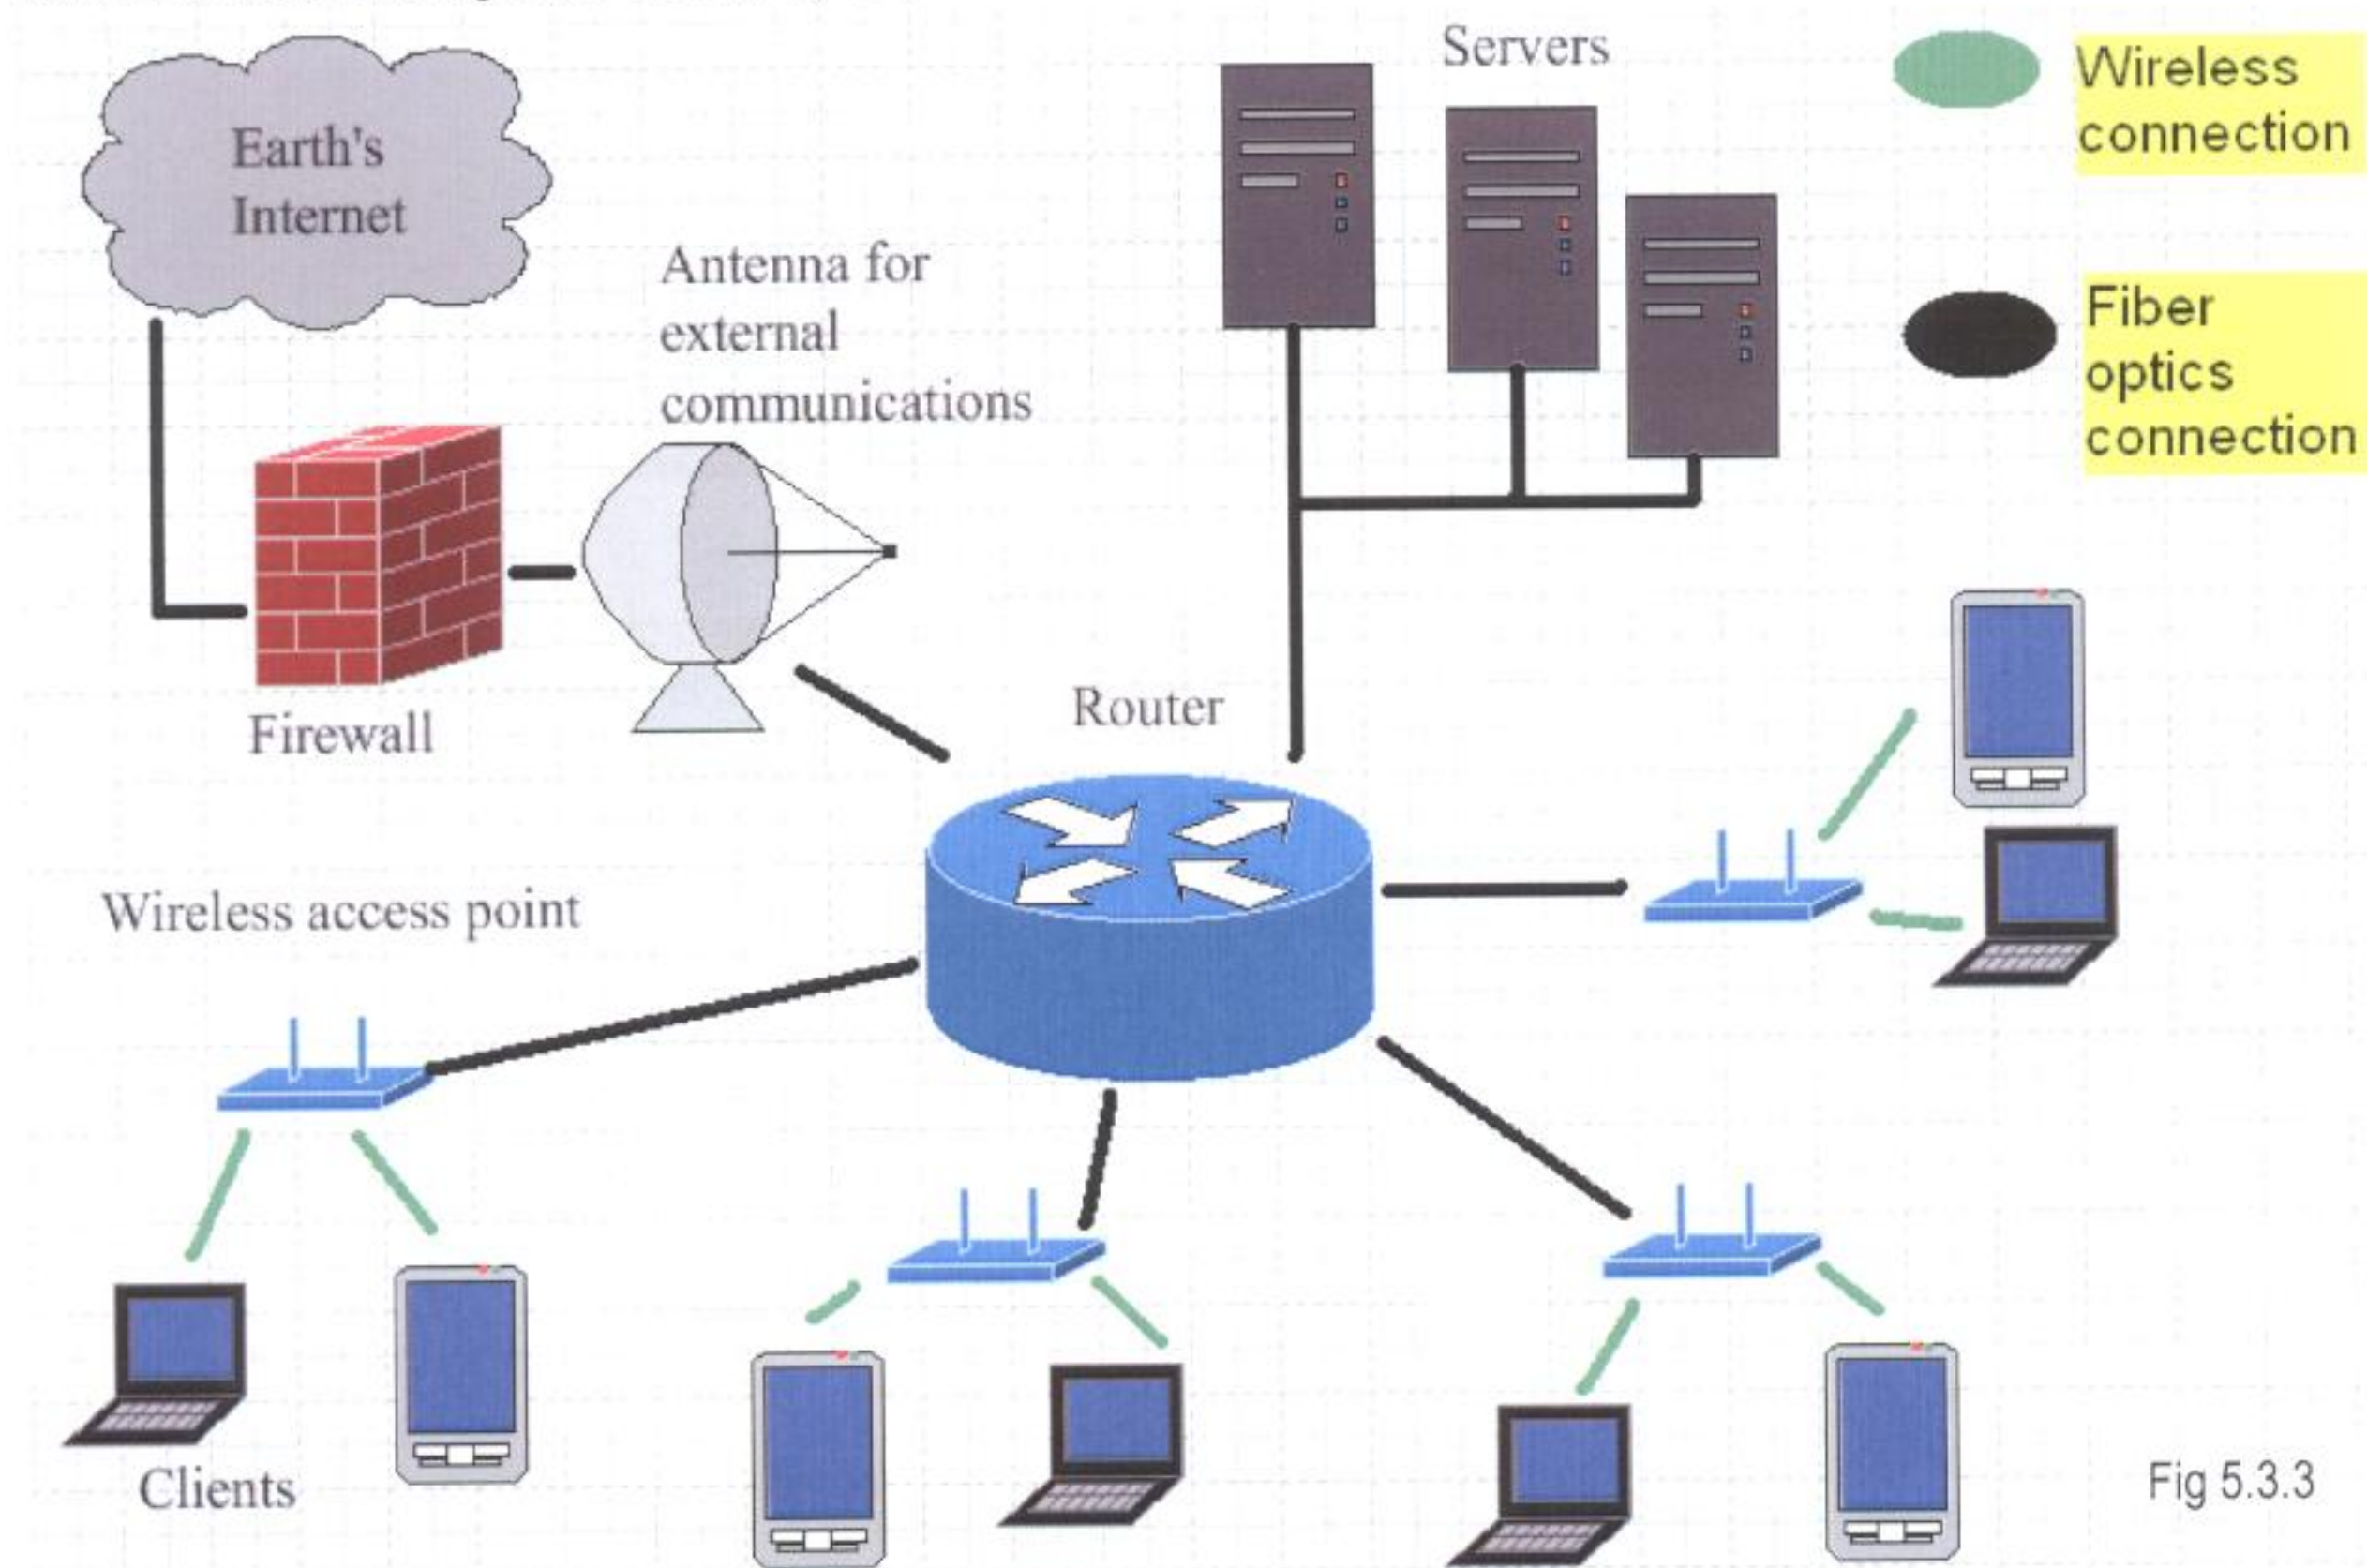 Earth's
Internet
Servers
Wireless
connection
Antenna for
external
communications
Fiber
optics
connection
Firewall
Router
Wireless access point
Clients
Fig 5.3.3